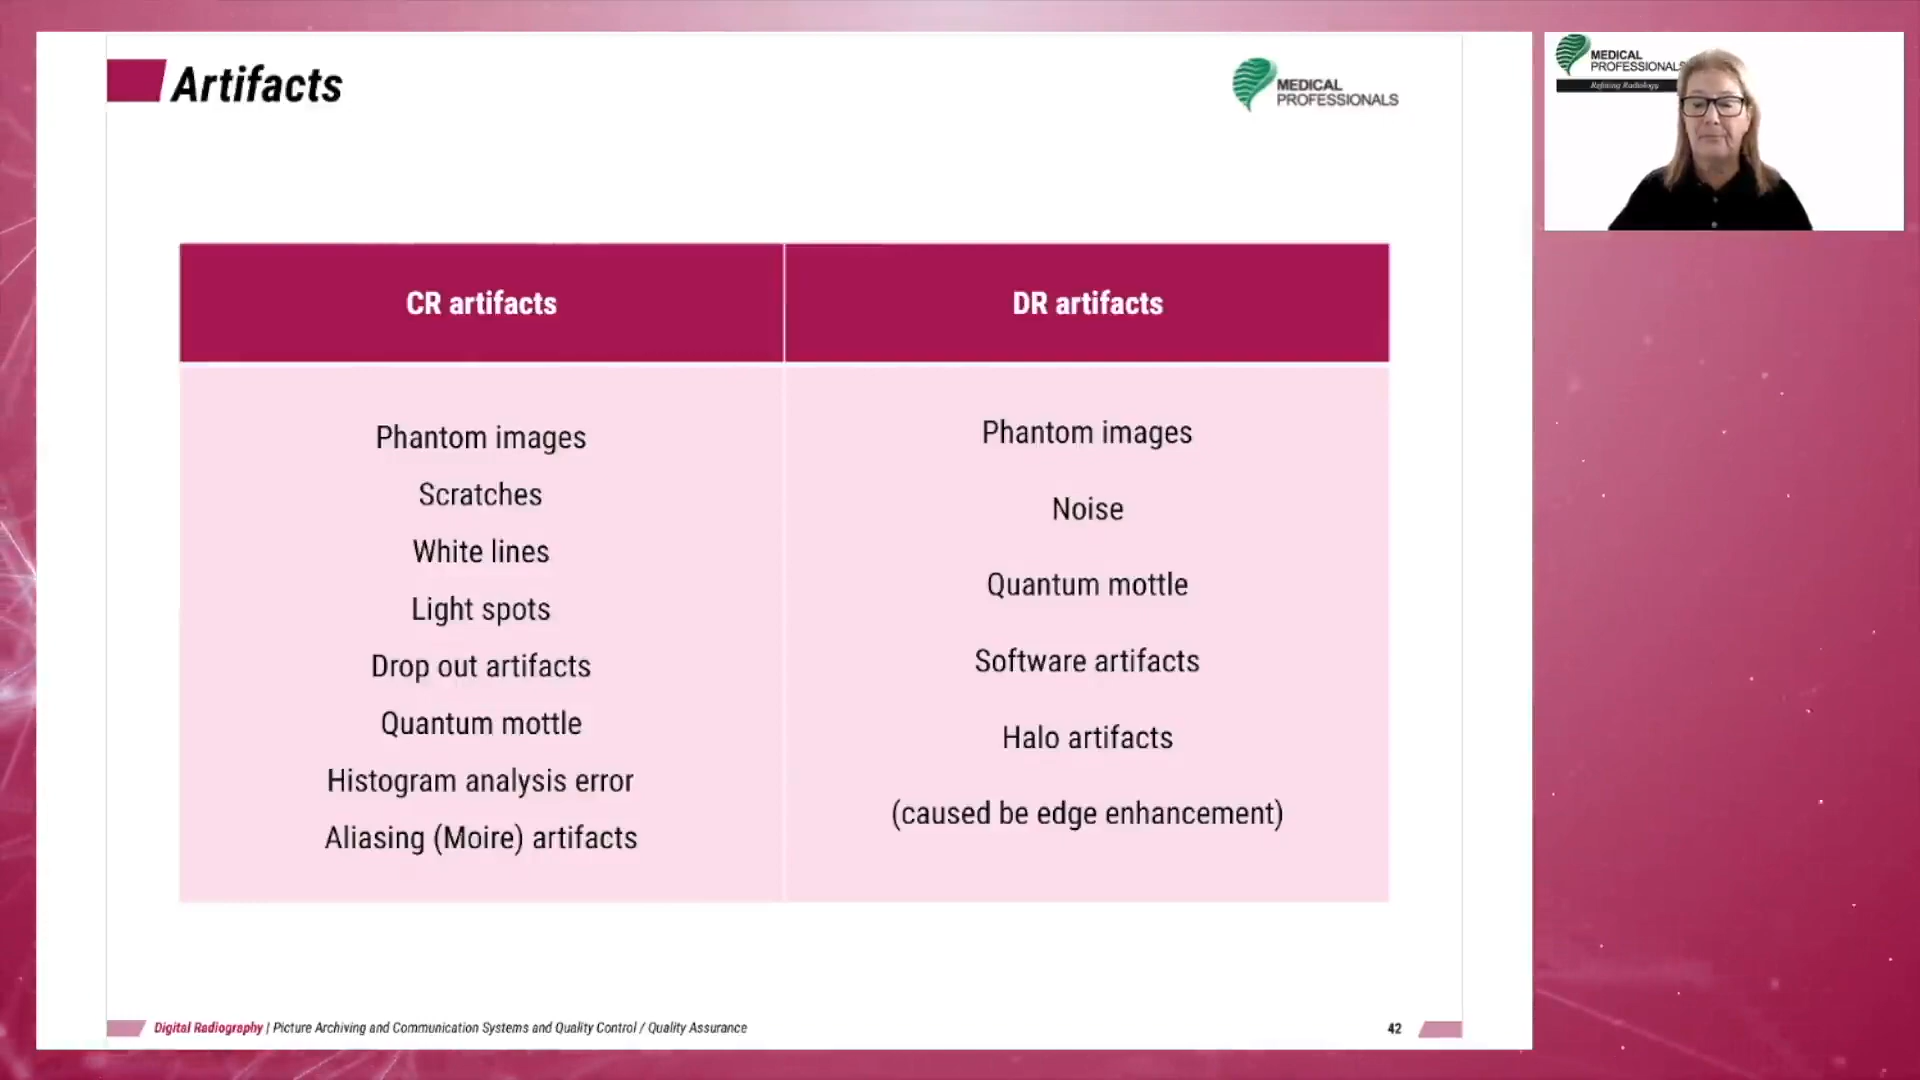 Artifacts
MEDICAL
PROFESSIONALS
MEDICAL
PROFESSIONALS
Refining Radiology
CR artifacts
DR artifacts
Phantom images
Scratches
White lines
Light spots
Drop out artifacts
Quantum mottle
Histogram analysis error
Aliasing (Moire) artifacts
Phantom images
Noise
Quantum mottle
Software artifacts
Halo artifacts
(caused be edge enhancement)
Digital Radiography | Picture Archiving and Communication Systems and Quality Control / Quality Assurance
42